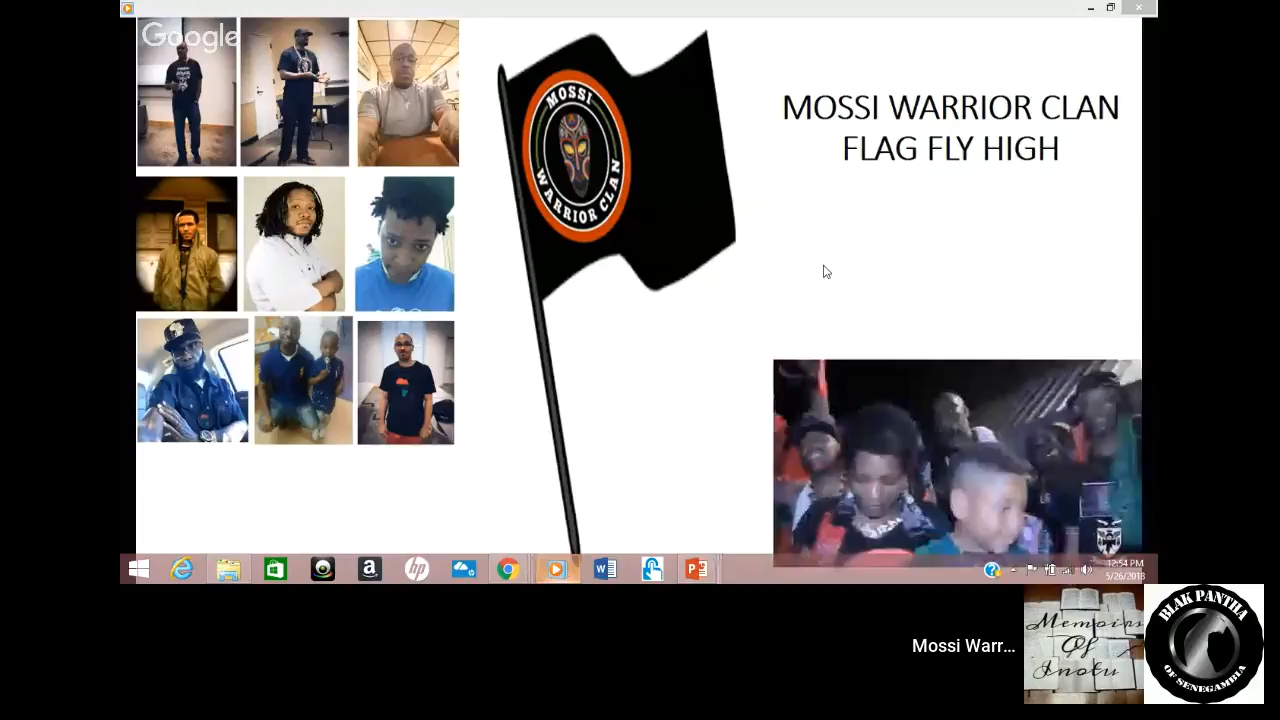 Google
MOSSI
WARRIOR CLAN
MOSSI WARRIOR CLAN
FLAG FLY HIGH
hp
12:54 PM
5/26/2018
Mossi Warr...
Memoirs
Of
Inotu
BLAK PANTHA
OF SENEGAMBIA